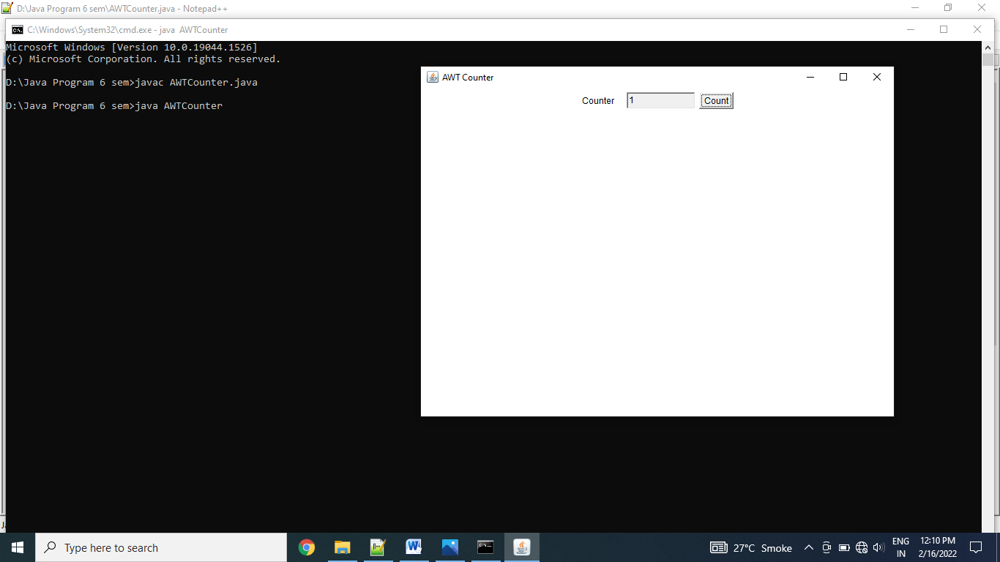 D:\Java Program 6 sem\AWTCounter.java - Notepad++
C:\Windows\System32\cmd.exe - java  AWTCounter
Microsoft Windows [Version 10.0.19044.1526]
(c) Microsoft Corporation. All rights reserved.
D:\Java Program 6 sem>javac AWTCounter.java
D:\Java Program 6 sem>java AWTCounter
AWT Counter
Counter 1 Count
Type here to search
27°C Smoke
ENG
IN
12:10 PM
2/16/2022